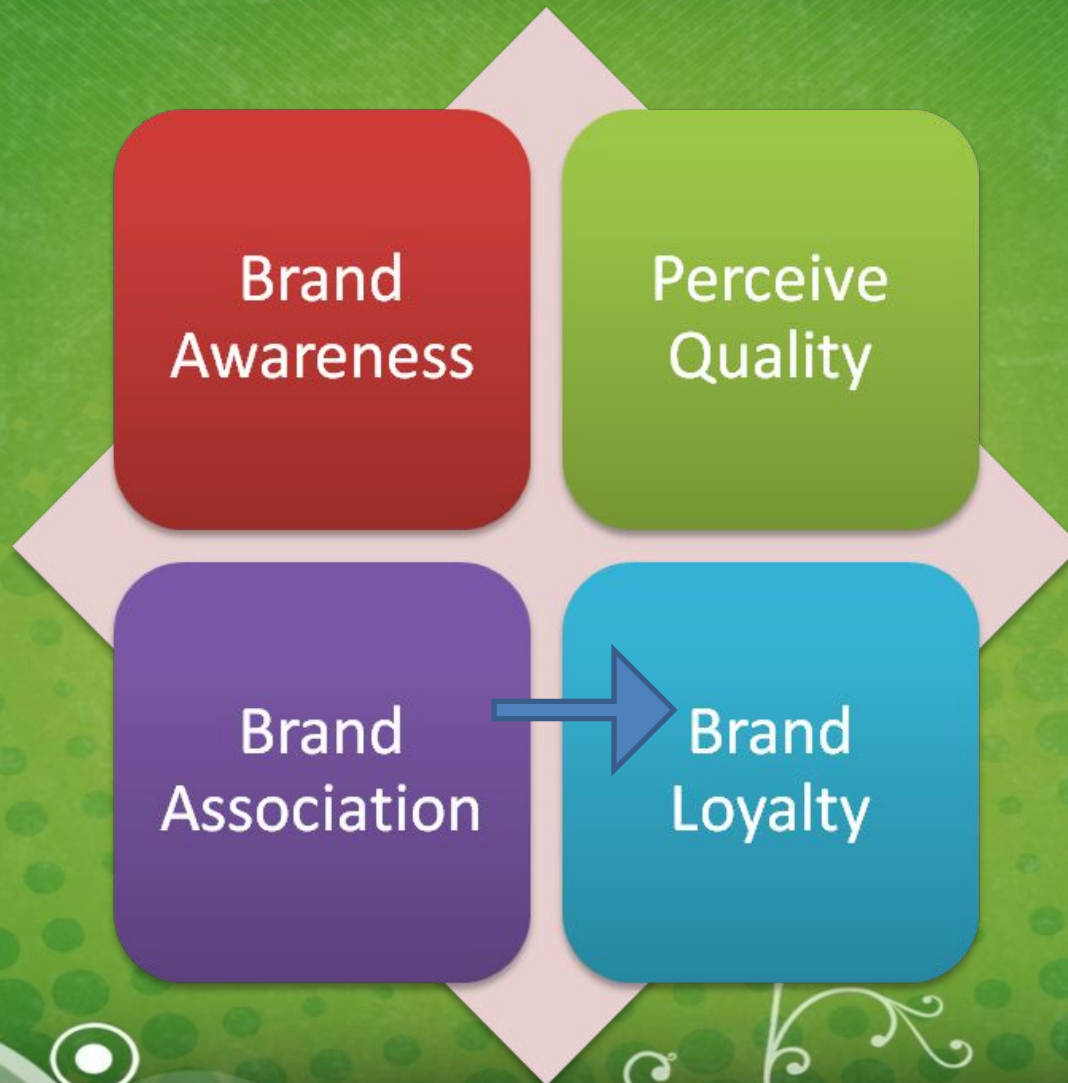 Brand
Awareness
Perceive
Quality
Brand
Association
Brand
Loyalty